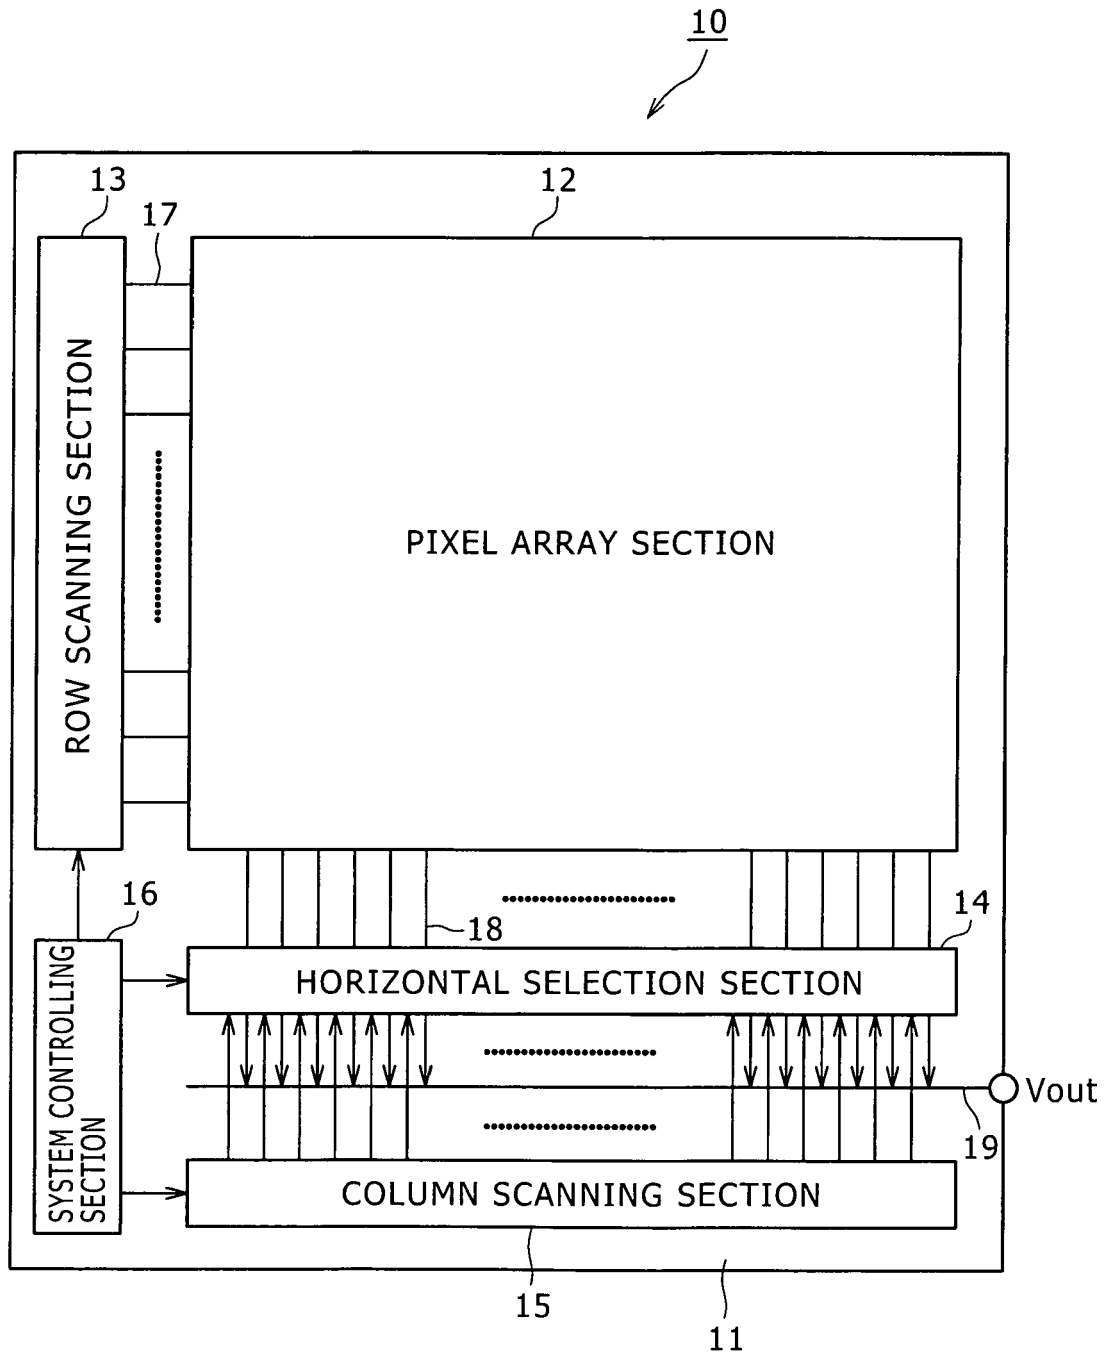 10
13
17
12
ROW SCANNING SECTION
PIXEL ARRAY SECTION
16
18
14
HORIZONTAL SELECTION SECTION
SYSTEM CONTROLLING
SECTION
Vout
19
COLUMN SCANNING SECTION
15
11